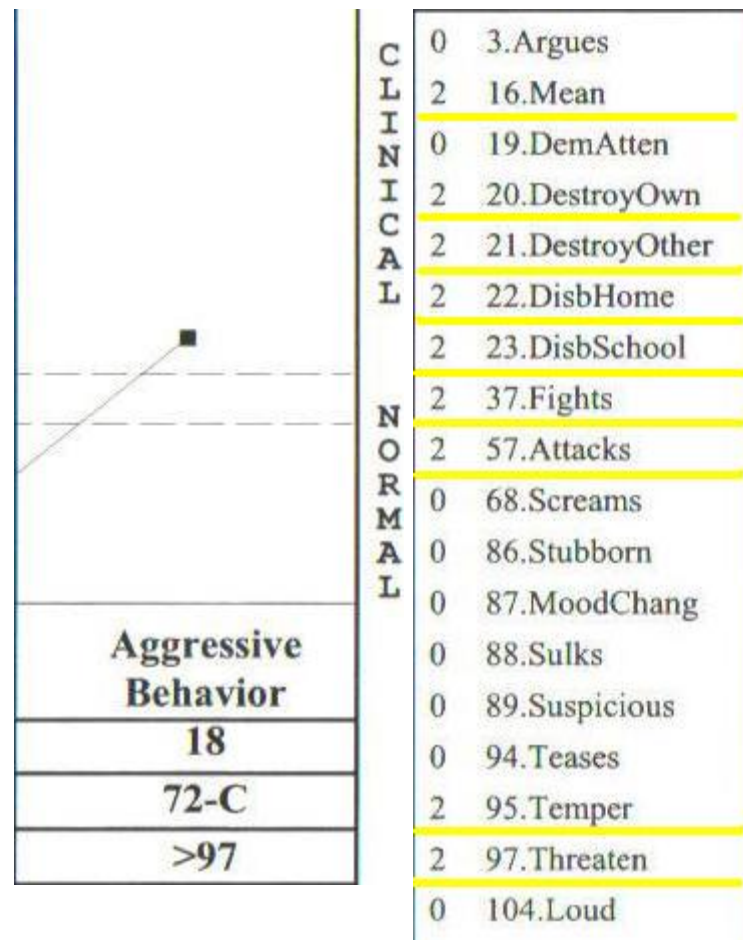 CLINICAL
NORMAL
Aggressive
Behavior
18
72-C
>97
0 3.Argues
2 16.Mean
0 19.DemAtten
2 20.DestroyOwn
2 21.DestroyOther
2 22.DisbHome
2 23.DisbSchool
2 37.Fights
2 57.Attacks
0 68.Screams
0 86.Stubborn
0 87.MoodChang
0 88.Sulks
0 89.Suspicious
0 94.Teases
2 95.Temper
2 97.Threaten
0 104.Loud